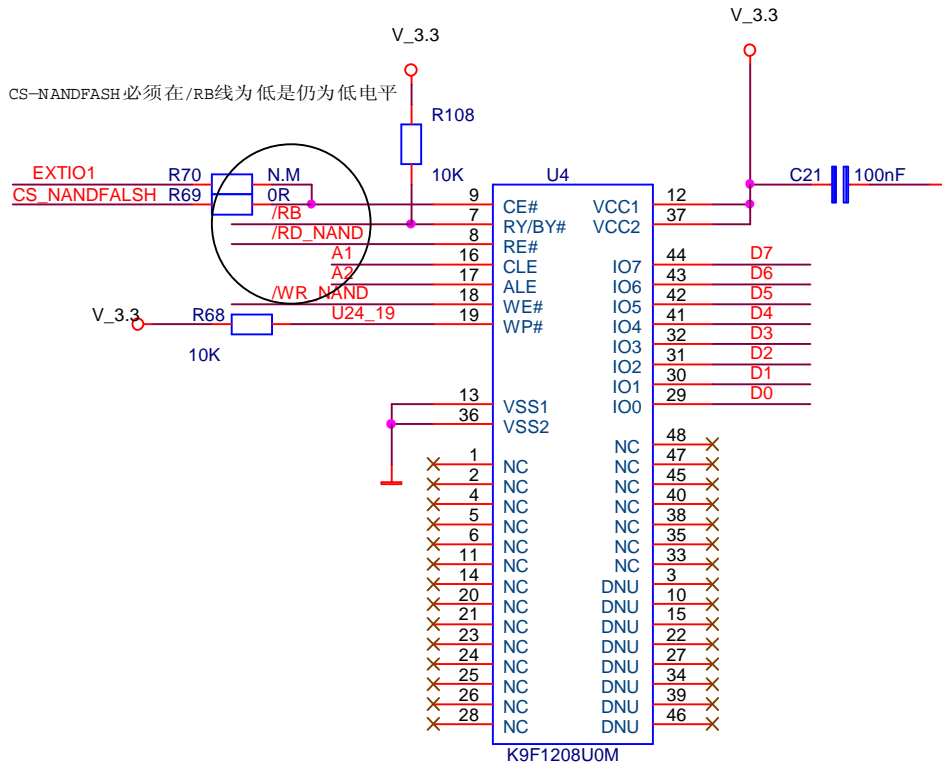 V_3.3
V_3.3
CS-NANDFASH必须在/RB线为低是仍为低电平
R108
10K
EXTIO1
R70
N.M
CS_NANDFALSH
R69
0R
/RB
/RD_NAND
A1
A2
/WR_NAND
U24_19
V_3.3
R68
10K
U4
C21
100nF
9 CE#
7 RY/BY#
8 RE#
16 CLE
17 ALE
18 WE#
19 WP#
13 VSS1
36 VSS2
1 NC
2 NC
4 NC
5 NC
6 NC
11 NC
14 NC
20 NC
21 NC
23 NC
24 NC
25 NC
26 NC
28 NC
VCC1 12
VCC2 37
IO7 44 D7
IO6 43 D6
IO5 42 D5
IO4 41 D4
IO3 32 D3
IO2 31 D2
IO1 30 D1
IO0 29 D0
NC 48
NC 47
NC 45
NC 40
NC 38
NC 35
NC 33
DNU 3
DNU 10
DNU 15
DNU 22
DNU 27
DNU 34
DNU 39
DNU 46
K9F1208U0M